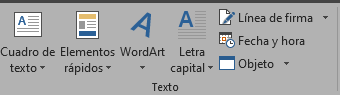 Cuadro de texto
Elementos rápidos
WordArt
Letra capital
Línea de firma
Fecha y hora
Objeto
Texto